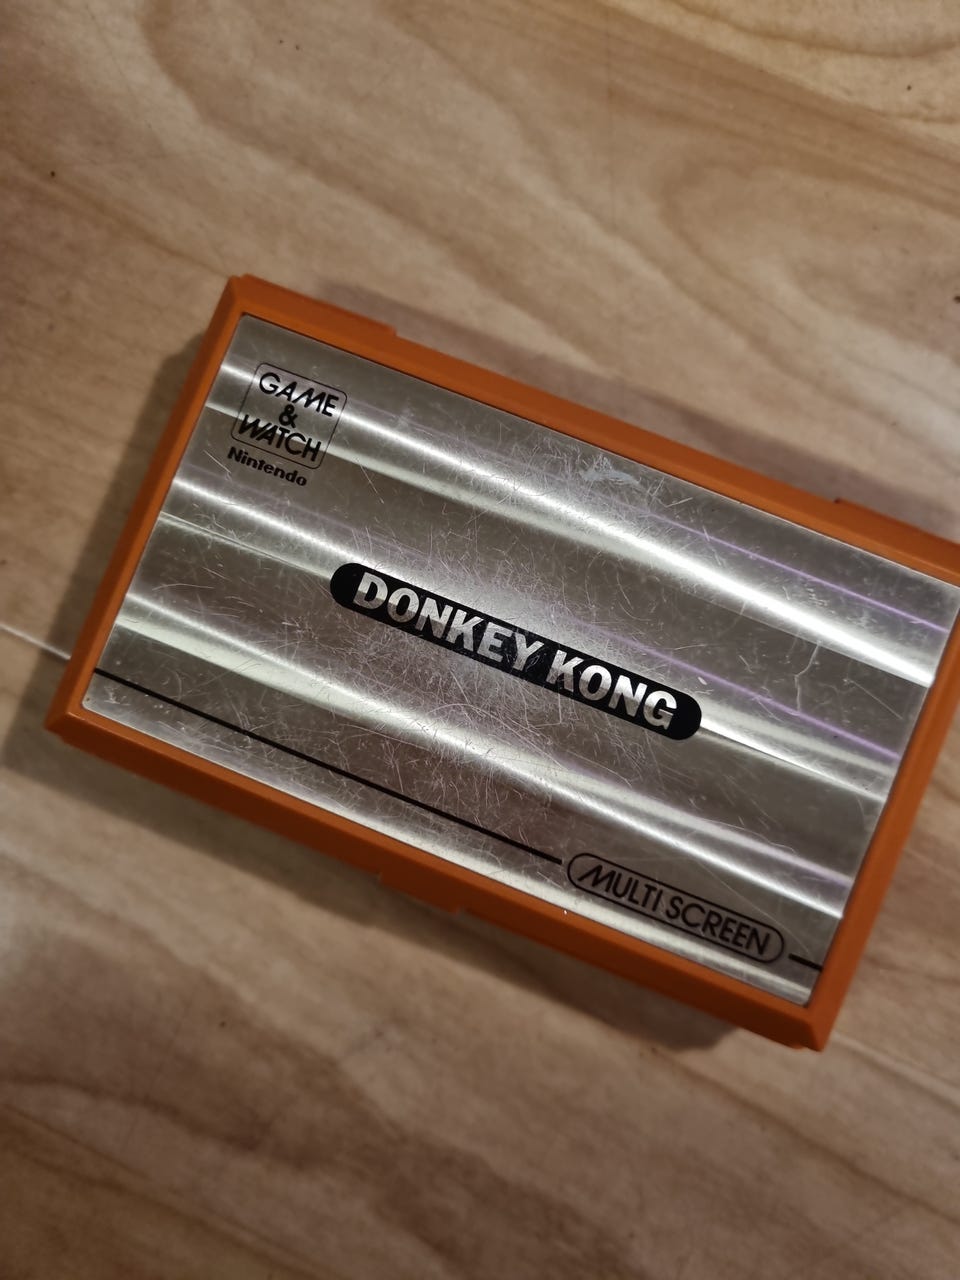 GAME
&
WATCH
Nintendo
DONKEY KONG
MULTI SCREEN